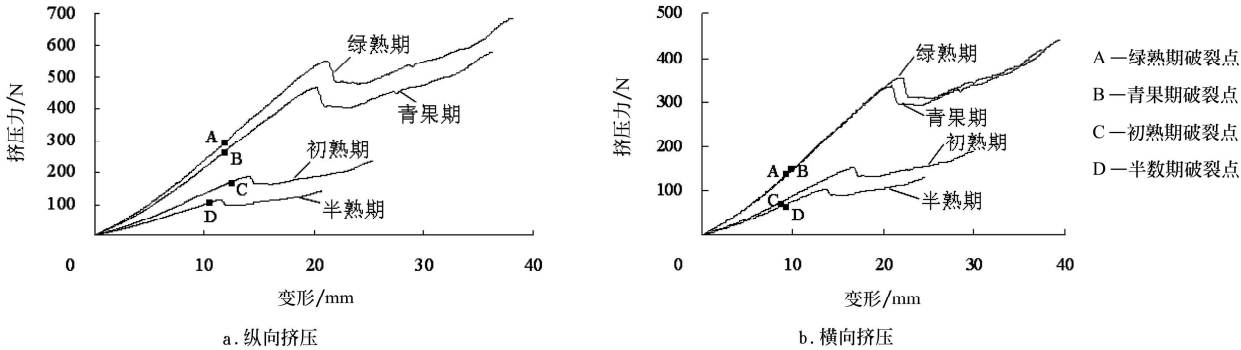 700
600
500
400
300
200
100
0
10
20
30
40
挤压力/N
变形/mm
绿熟期
青果期
初熟期
半熟期
A
B
C
D
a.纵向挤压
500
400
300
200
100
0
10
20
30
40
挤压力/N
变形/mm
绿熟期
青果期
初熟期
半熟期
A
B
C
D
b.横向挤压
A—绿熟期破裂点
B—青果期破裂点
C—初熟期破裂点
D—半数期破裂点